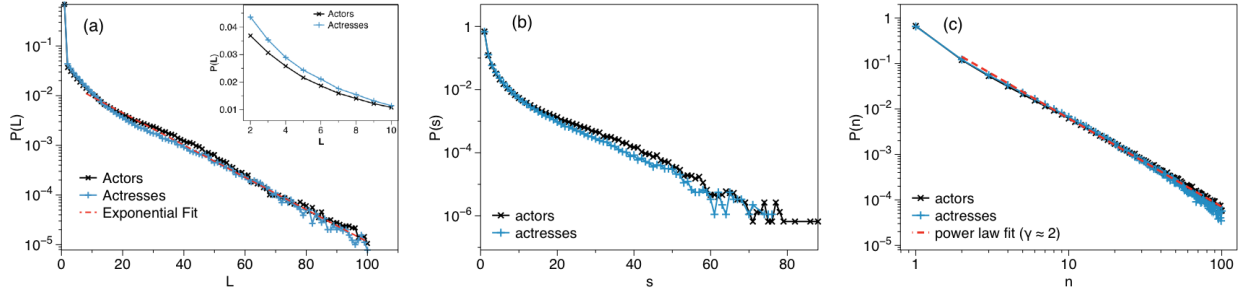 (a)
P(L)
10⁻¹
10⁻²
10⁻³
10⁻⁴
10⁻⁵
0 20 40 60 80 100
L
Actors
Actresses
Exponential Fit
P(L)
0.04
0.03
0.02
0.01
2 4 6 8 10
L
Actors
Actresses
(b)
P(s)
1
10⁻²
10⁻⁴
10⁻⁶
0 20 40 60 80
s
actors
actresses
(c)
P(n)
1
10⁻¹
10⁻²
10⁻³
10⁻⁴
10⁻⁵
1 10 100
n
actors
actresses
power law fit (γ ≈ 2)